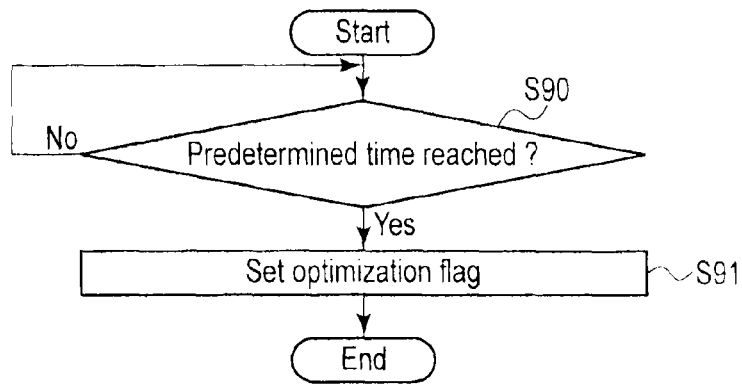 Start
S90
No
Predetermined time reached ?
Yes
Set optimization flag
S91
End